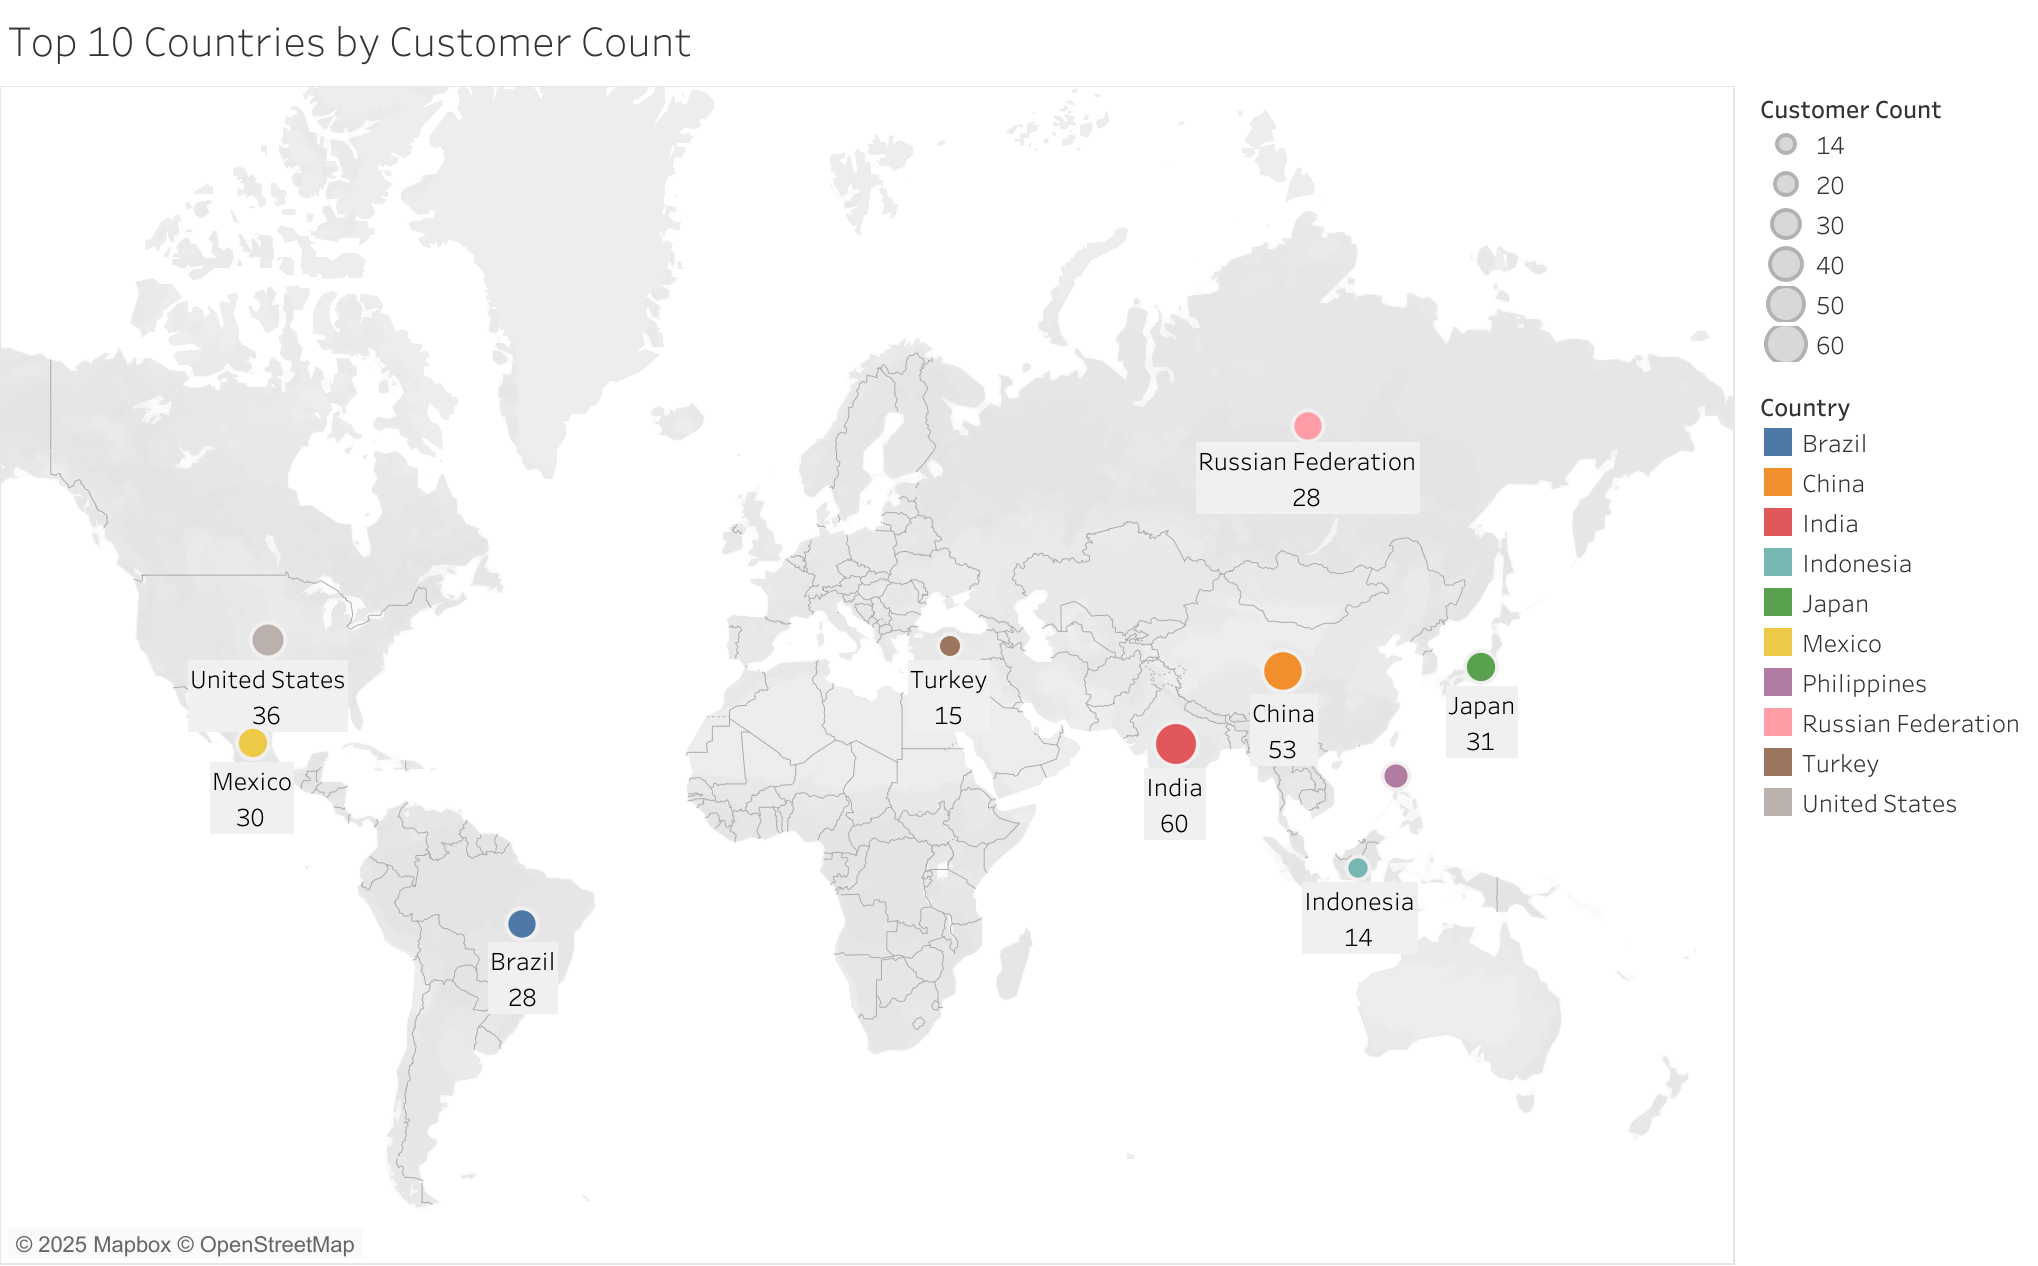 Top 10 Countries by Customer Count
Customer Count
14
20
30
40
50
60
Country
Brazil
China
India
Indonesia
Japan
Mexico
Philippines
Russian Federation
Turkey
United States
Russian Federation
28
United States
36
Turkey
15
China
53
Japan
31
Mexico
30
India
60
Indonesia
14
Brazil
28
© 2025 Mapbox © OpenStreetMap